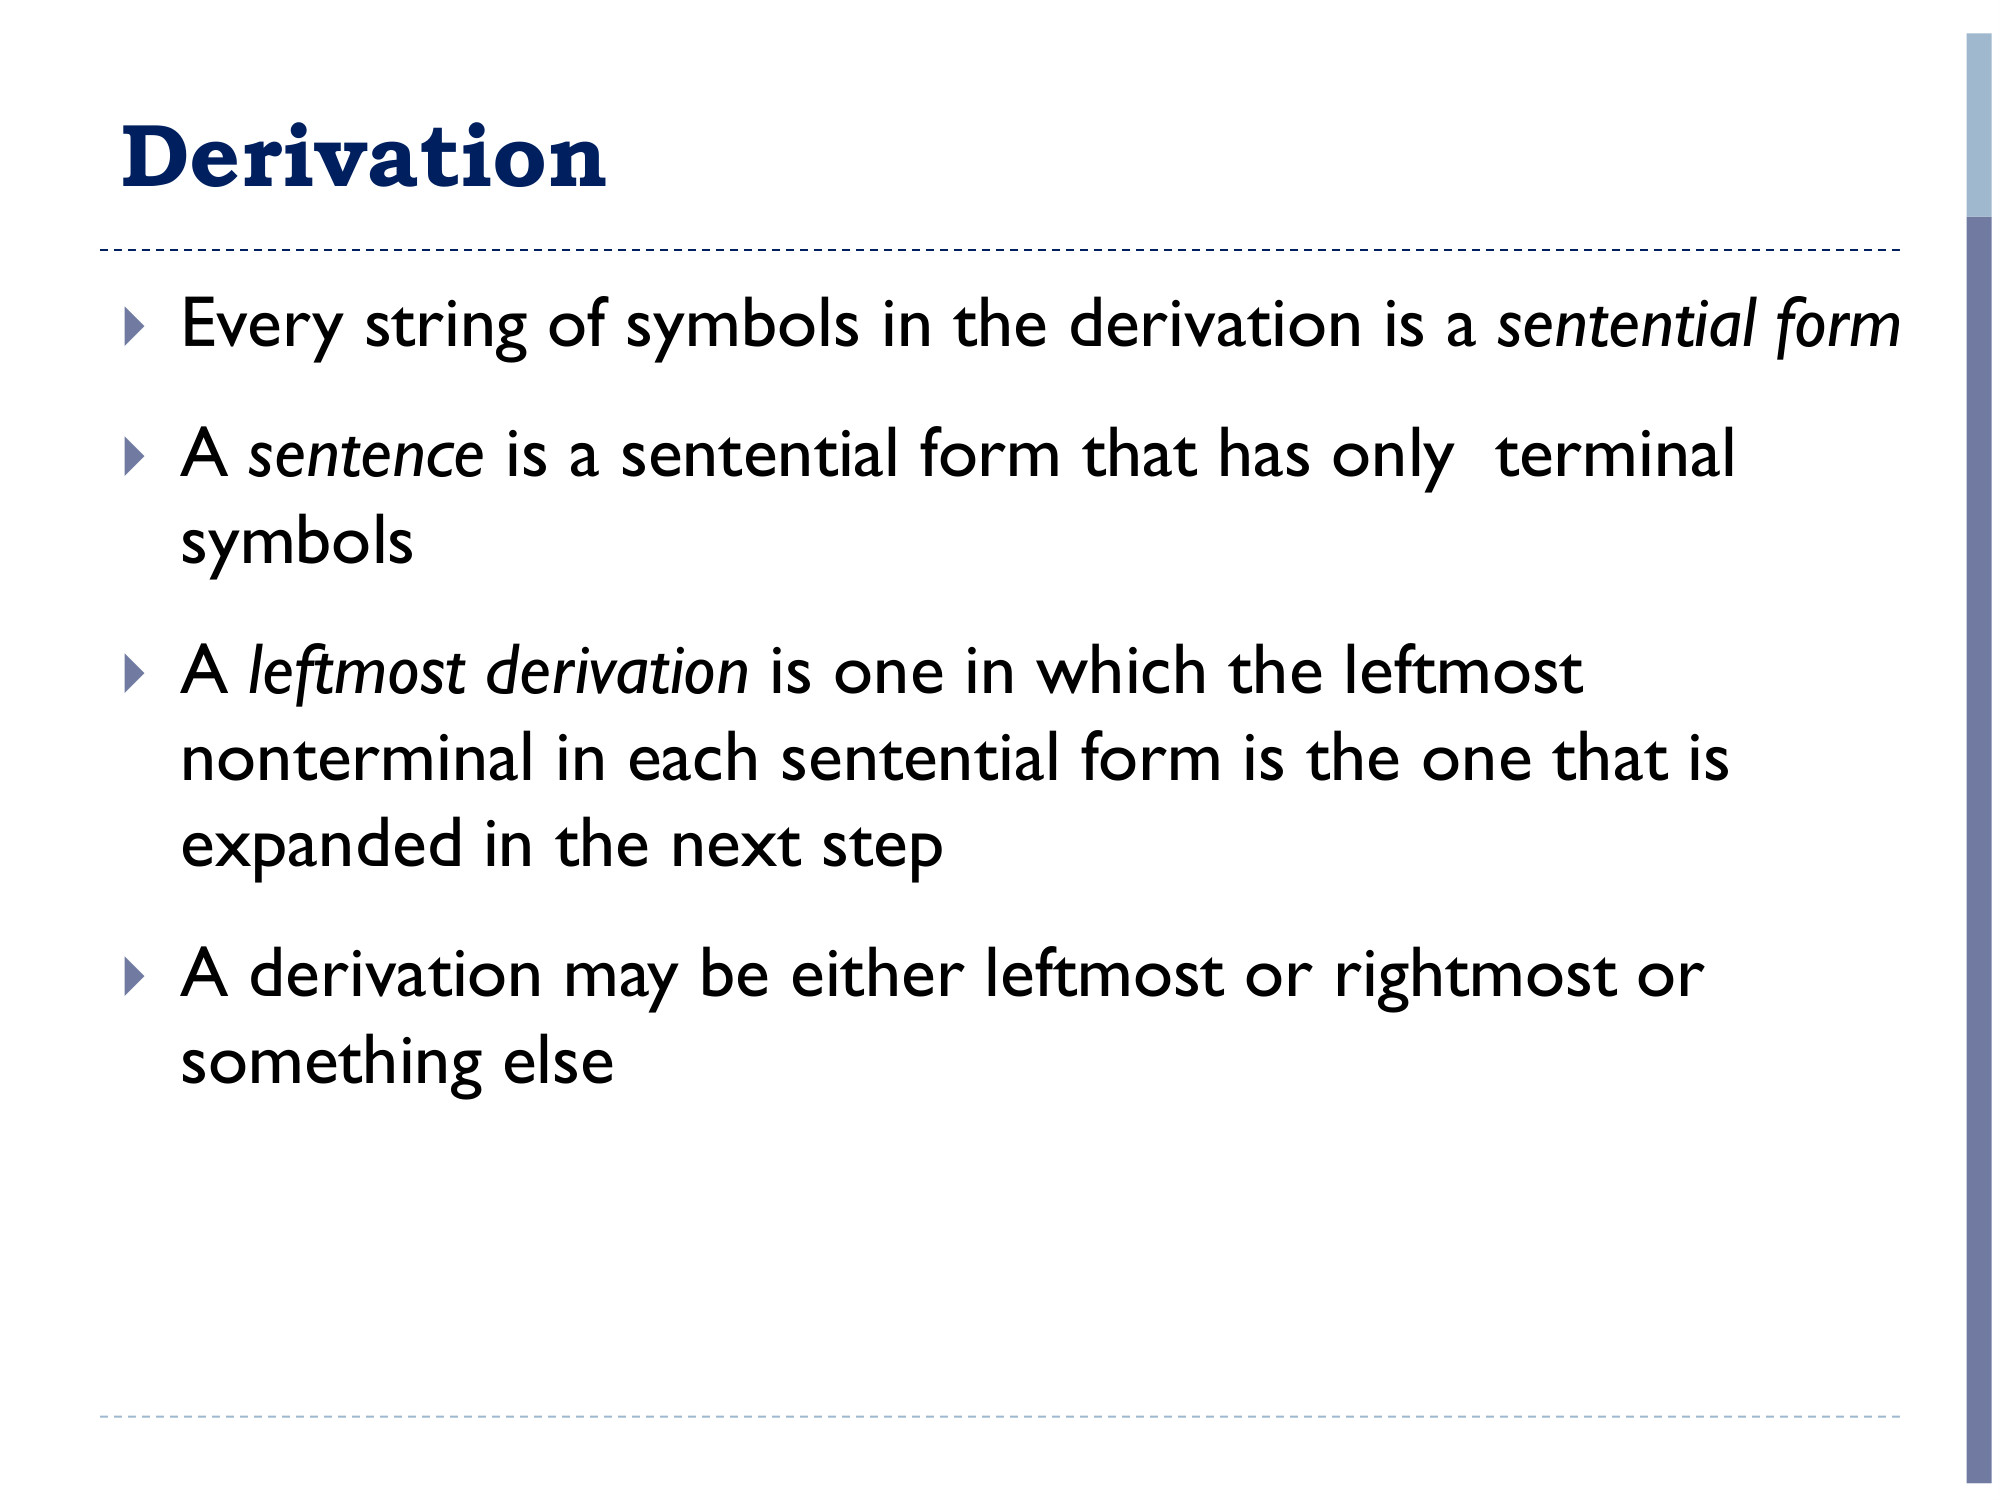 Derivation
Every string of symbols in the derivation is a sentential form
A sentence is a sentential form that has only  terminal
symbols
A leftmost derivation is one in which the leftmost
nonterminal in each sentential form is the one that is
expanded in the next step
A derivation may be either leftmost or rightmost or
something else